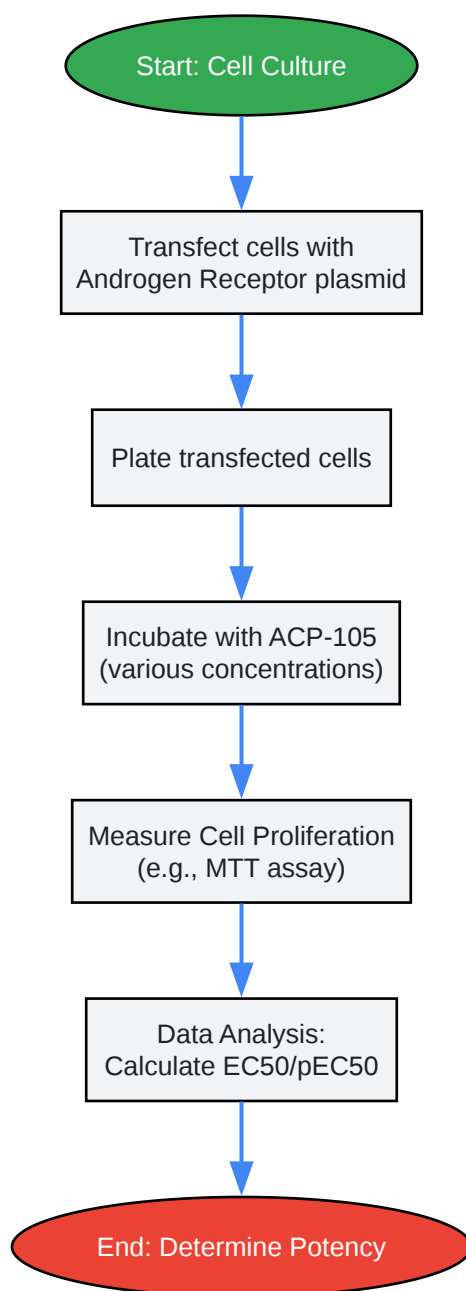 Start: Cell Culture
Transfect cells with
Androgen Receptor plasmid
Plate transfected cells
Incubate with ACP-105
(various concentrations)
Measure Cell Proliferation
(e.g., MTT assay)
Data Analysis:
Calculate EC50/pEC50
End: Determine Potency